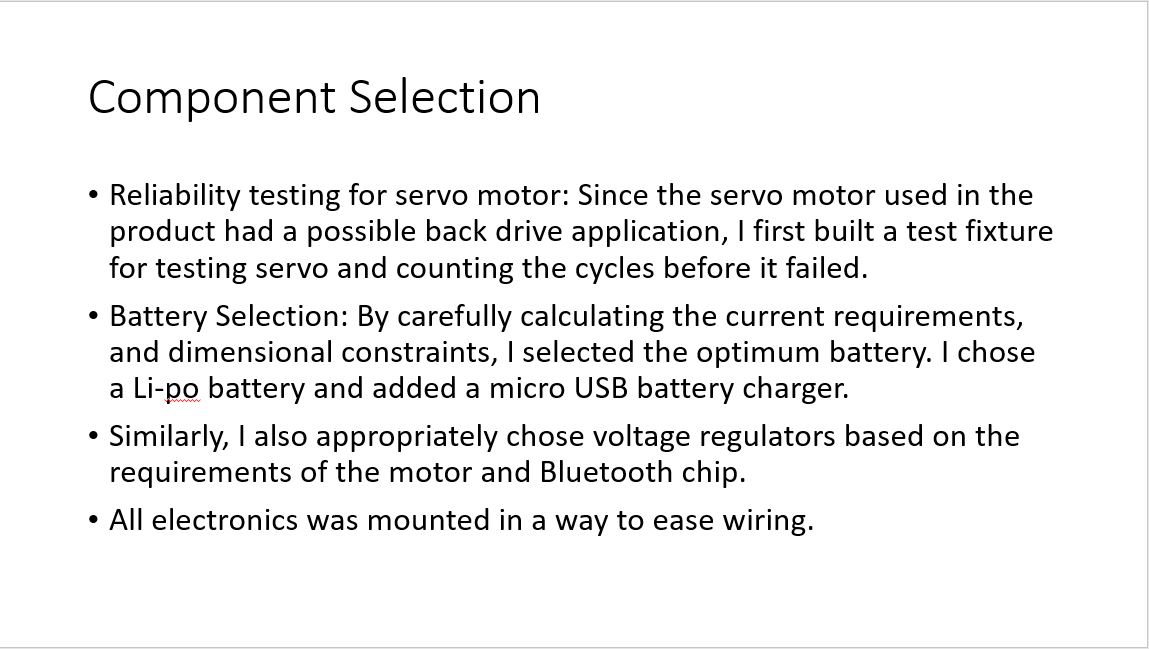 Component Selection
• Reliability testing for servo motor: Since the servo motor used in the
product had a possible back drive application, I first built a test fixture
for testing servo and counting the cycles before it failed.
• Battery Selection: By carefully calculating the current requirements,
and dimensional constraints, I selected the optimum battery. I chose
a Li-po battery and added a micro USB battery charger.
• Similarly, I also appropriately chose voltage regulators based on the
requirements of the motor and Bluetooth chip.
• All electronics was mounted in a way to ease wiring.